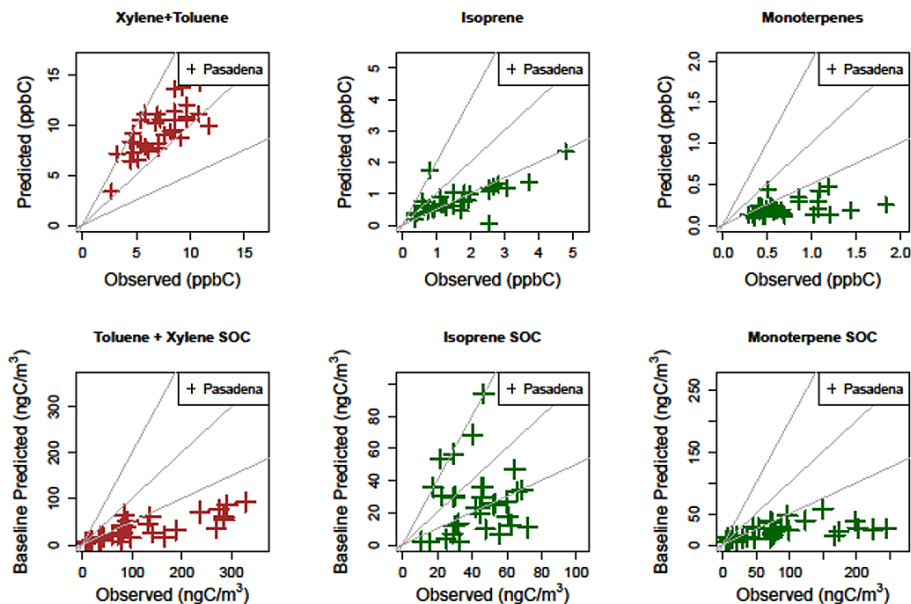 Xylene+Toluene
Isoprene
Monoterpenes
Predicted (ppbC)
15
10
5
0
+ Pasadena
0 5 10 15
Observed (ppbC)
Predicted (ppbC)
5
4
3
2
1
0
+ Pasadena
0 1 2 3 4 5
Observed (ppbC)
Predicted (ppbC)
2.0
1.5
1.0
0.5
0.0
+ Pasadena
0.0 0.5 1.0 1.5 2.0
Observed (ppbC)
Toluene + Xylene SOC
Isoprene SOC
Monoterpene SOC
Baseline Predicted (ngC/m³)
300
200
100
0
+ Pasadena
0 100 200 300
Observed (ngC/m³)
Baseline Predicted (ngC/m³)
80
60
40
20
0
+ Pasadena
0 20 40 60 80 100
Observed (ngC/m³)
Baseline Predicted (ngC/m³)
250
150
50
0
+ Pasadena
0 50 100 200
Observed (ngC/m³)